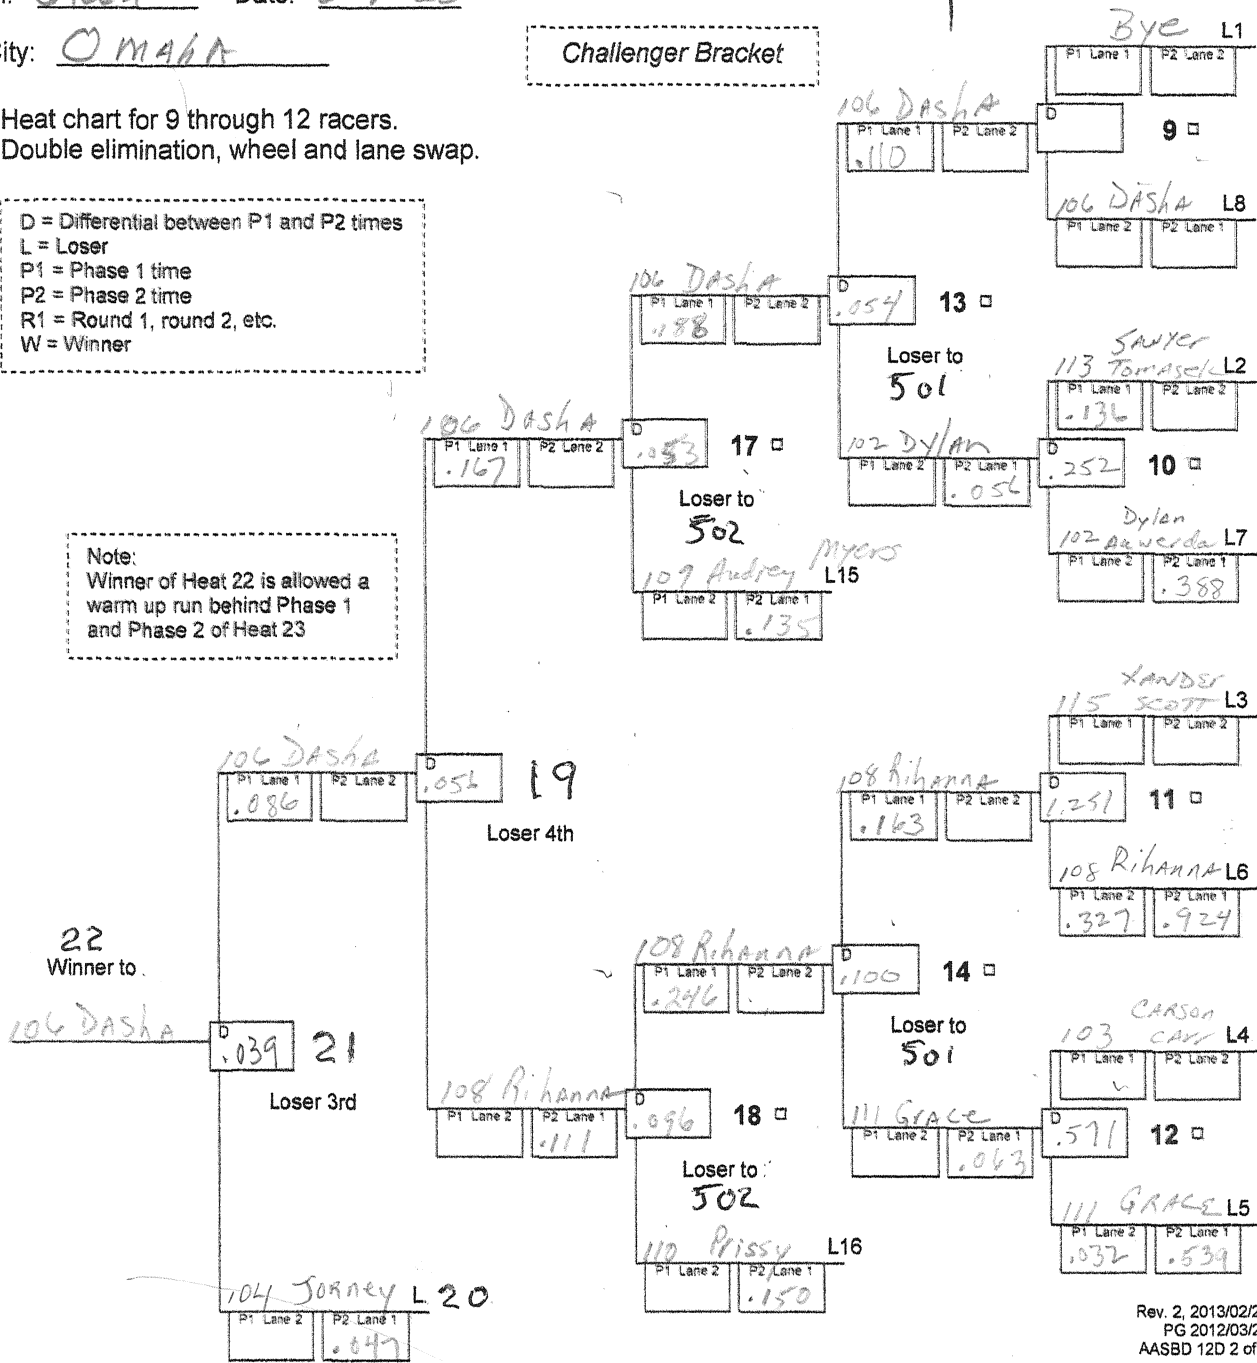 City: Omaha
Challenger Bracket
Heat chart for 9 through 12 racers.
Double elimination, wheel and lane swap.
D = Differential between P1 and P2 times
L = Loser
P1 = Phase 1 time
P2 = Phase 2 time
R1 = Round 1, round 2, etc.
W = Winner
Note:
Winner of Heat 22 is allowed a
warm up run behind Phase 1
and Phase 2 of Heat 23
Bye L1
P1 Lane 1 P2 Lane 2
D
9
106 DASHA L8
P1 Lane 2 P2 Lane 1
106 DASHA
P1 Lane 1 P2 Lane 2
.110
D
.054
13
Loser to
501
102 Dylan
P1 Lane 2 P2 Lane 1
.056
SAWYER
113 Tomasek L2
P1 Lane 1 P2 Lane 2
.136
D
.252
10
Dylan
102 Auwerda L7
P1 Lane 2 P2 Lane 1
.388
106 DASHA
P1 Lane 1 P2 Lane 2
.188
D
.053
17
Loser to
502
109 Audrey Myers L15
P1 Lane 2 P2 Lane 1
.135
106 DASHA
P1 Lane 1 P2 Lane 2
.167
D
.056
19
Loser 4th
XANDER
115 SCOTT L3
P1 Lane 1 P2 Lane 2
D
1.251
11
108 RihANNA L6
P1 Lane 2 P2 Lane 1
.327 .924
108 Rihanna
P1 Lane 1 P2 Lane 2
.163
D
.100
14
Loser to
501
111 GRACE
P1 Lane 2 P2 Lane 1
.063
CARSON
103 CARR L4
P1 Lane 1 P2 Lane 2
D
.571
12
111 GRACE L5
P1 Lane 2 P2 Lane 1
.032 .539
108 Rihanna
P1 Lane 1 P2 Lane 2
.246
D
.096
18
Loser to
502
110 Prissy L16
P1 Lane 2 P2 Lane 1
.150
108 Rihanna
P1 Lane 2 P2 Lane 1
.111
106 DASHA
P1 Lane 1 P2 Lane 2
.086
22
Winner to
106 DASHA
D
.039
21
Loser 3rd
104 JORNEY L 20
P1 Lane 2 P2 Lane 1
.047
Rev. 2, 2013/02/2
PG 2012/03/2
AASBD 12D 2 of